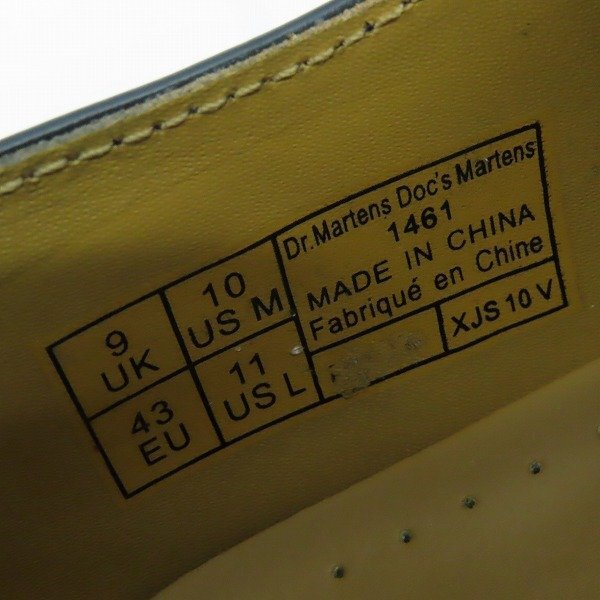 9
UK
10
US M
43
EU
11
US L
Dr.Martens Doc's Martens
1461
MADE IN CHINA
Fabriqué en Chine
XJS 10 V